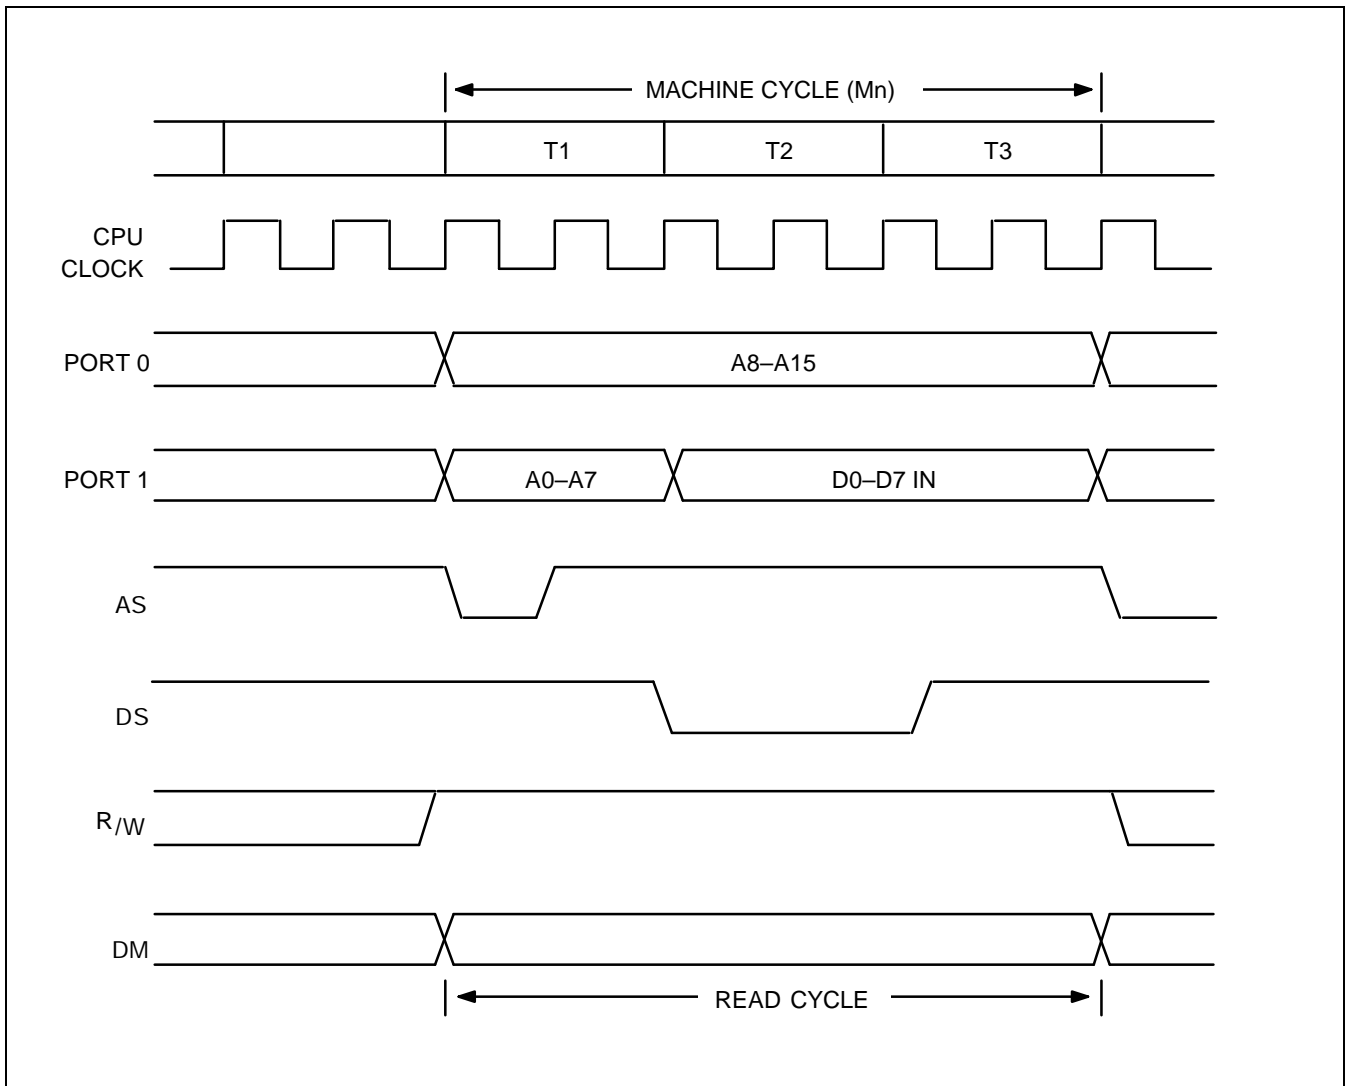 MACHINE CYCLE (Mn)
T1 T2 T3
CPU
CLOCK
PORT 0 A8–A15
PORT 1 A0–A7 D0–D7 IN
AS
DS
R/W
DM
READ CYCLE